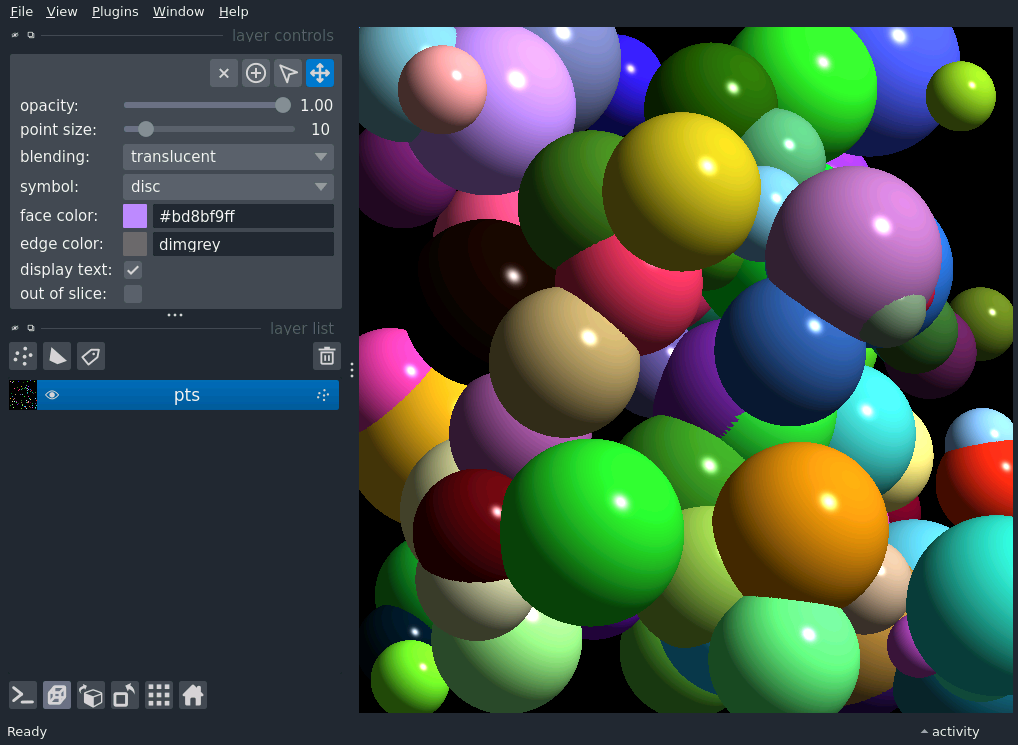 File View Plugins Window Help
layer controls
opacity: 1.00
point size: 10
blending: translucent
symbol: disc
face color: #bd8bf9ff
edge color: dimgrey
display text:
out of slice:
layer list
pts
Ready activity